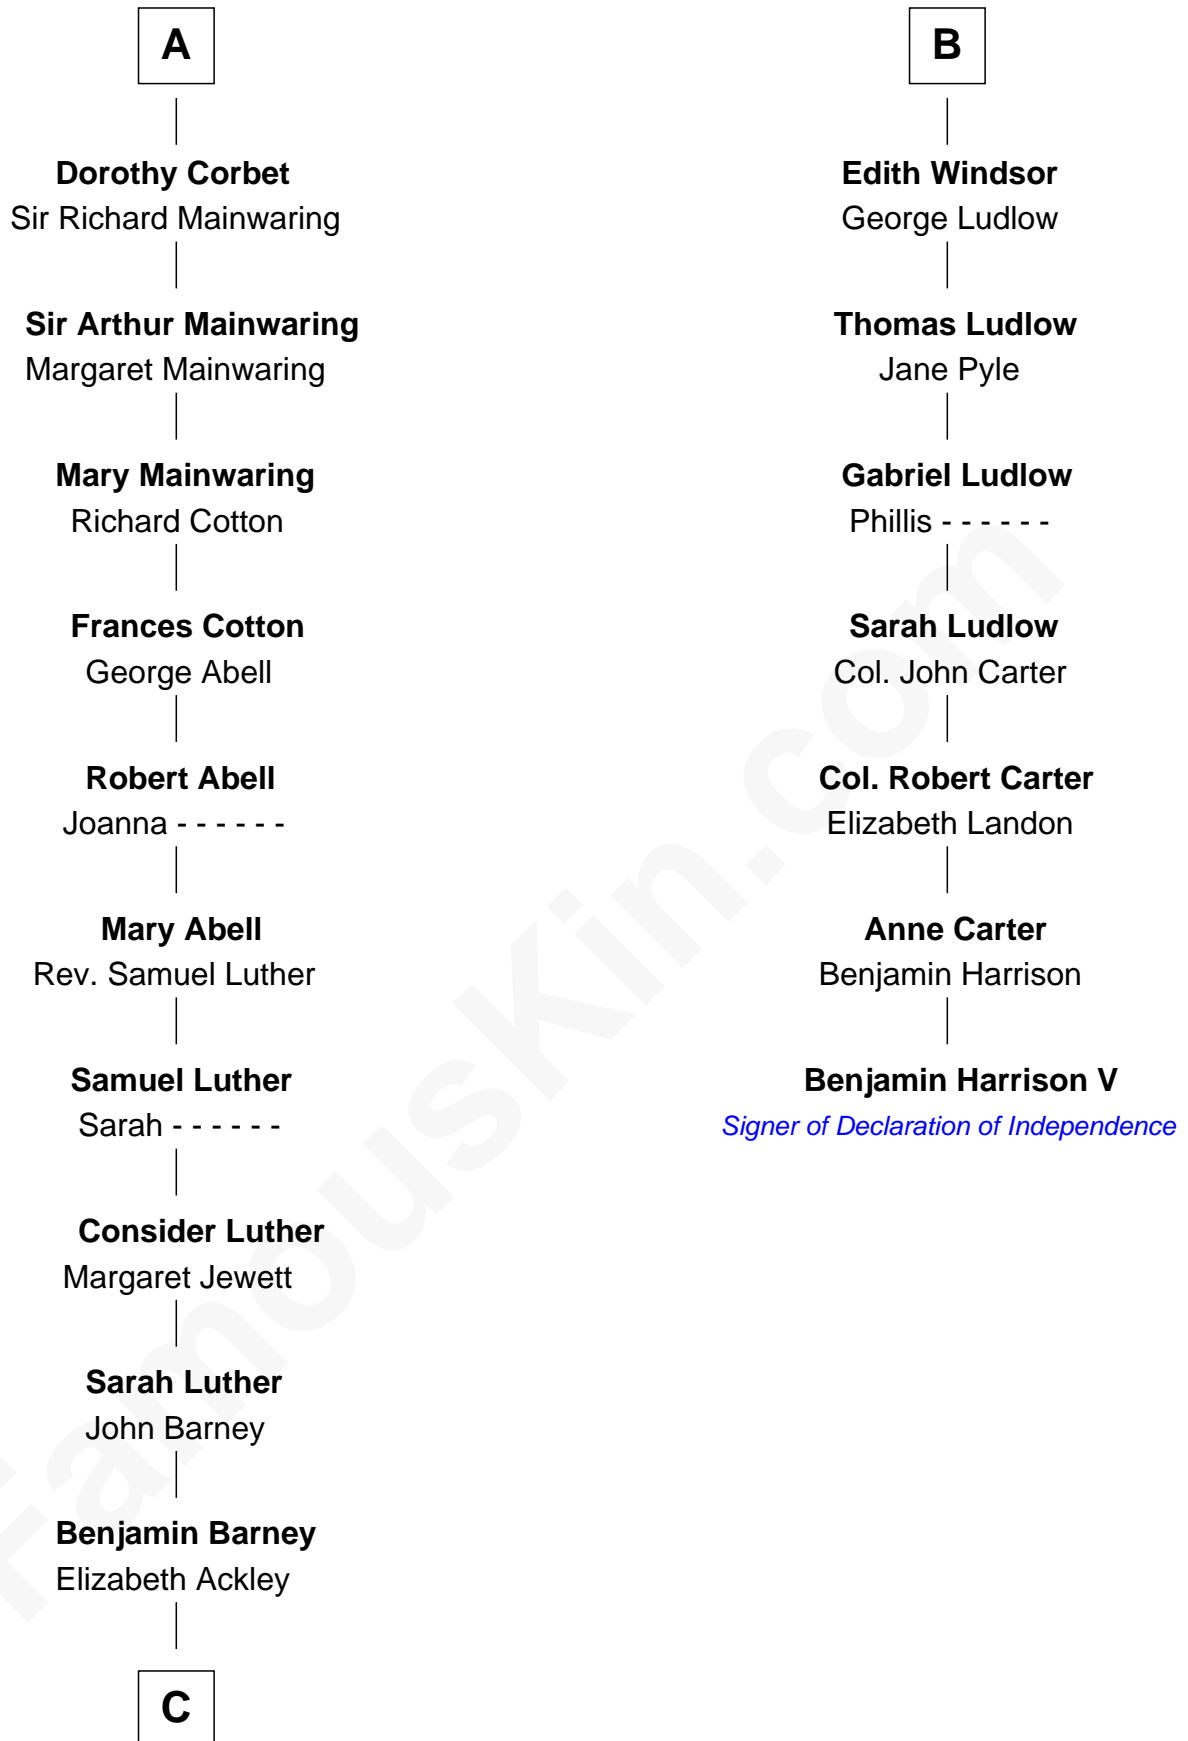 A
Dorothy Corbet
Sir Richard Mainwaring
Sir Arthur Mainwaring
Margaret Mainwaring
Mary Mainwaring
Richard Cotton
Frances Cotton
George Abell
Robert Abell
Joanna - - - - - -
Mary Abell
Rev. Samuel Luther
Samuel Luther
Sarah - - - - - -
Consider Luther
Margaret Jewett
Sarah Luther
John Barney
Benjamin Barney
Elizabeth Ackley
C
B
Edith Windsor
George Ludlow
Thomas Ludlow
Jane Pyle
Gabriel Ludlow
Phillis - - - - - -
Sarah Ludlow
Col. John Carter
Col. Robert Carter
Elizabeth Landon
Anne Carter
Benjamin Harrison
Benjamin Harrison V
Signer of Declaration of Independence
FamousKin.com